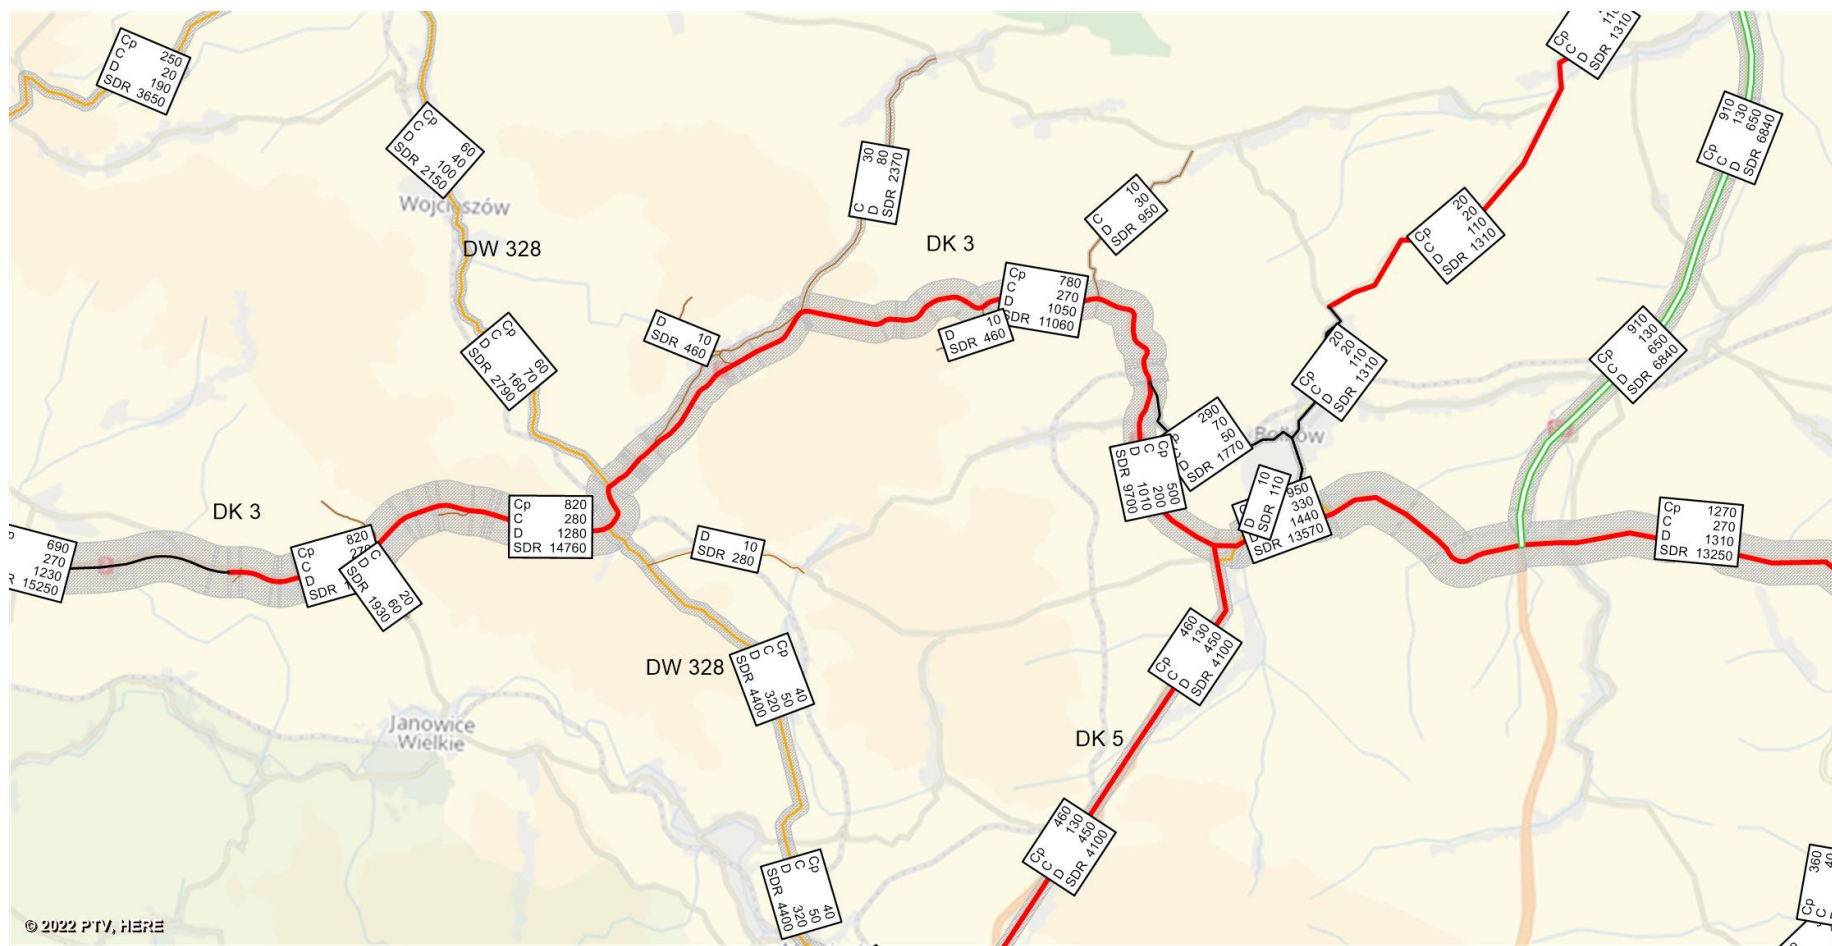 Cp 250
C 20
D 190
SDR 3650
Cp 60
C 40
D 100
SDR 2150
Wojcieszów
DW 328
Cp 60
C 70
D 160
SDR 2790
D 10
SDR 460
C 30
D 80
SDR 2370
DK 3
Cp 780
C 270
D 1050
SDR 11060
D 10
SDR 460
C 10
D 30
SDR 950
110
Cp
C
D
SDR 1310
Cp 20
C 20
D 110
SDR 1310
Cp 20
C 20
D 110
SDR 1310
Cp 910
C 130
D 650
SDR 6840
Cp 910
C 130
D 650
SDR 6840
Bolków
290
C 70
D 50
SDR 1770
Cp 500
C 200
D 1010
SDR 9700
D 10
SDR 110
950
330
1440
SDR 13570
Cp 1270
C 270
D 1310
SDR 13250
DK 3
690
270
1230
15250
Cp 820
C
D
SDR
C 20
D 60
SDR 1930
Cp 820
C 280
D 1280
SDR 14760
D 10
SDR 280
DW 328
Cp 40
C 50
D 320
SDR 4400
Cp 460
C 130
D 450
SDR 4100
Janowice
Wielkie
DK 5
Cp 460
C 130
D 450
SDR 4100
Cp 40
C 50
D 320
SDR 4400
Cp 360
C
© 2022 PTV, HERE